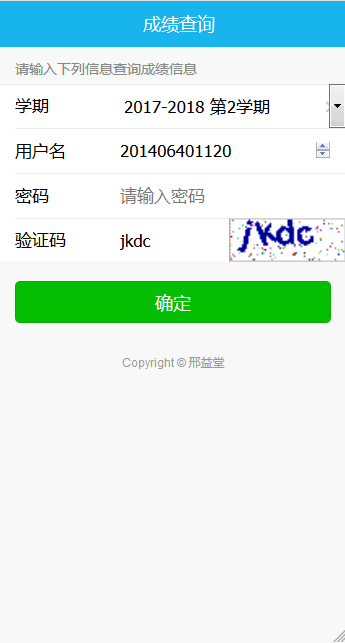 成绩查询
请输入下列信息查询成绩信息
学期 2017-2018 第2学期
用户名 201406401120
密码 请输入密码
验证码 jkdc jkdc
确定
Copyright © 邢益堂